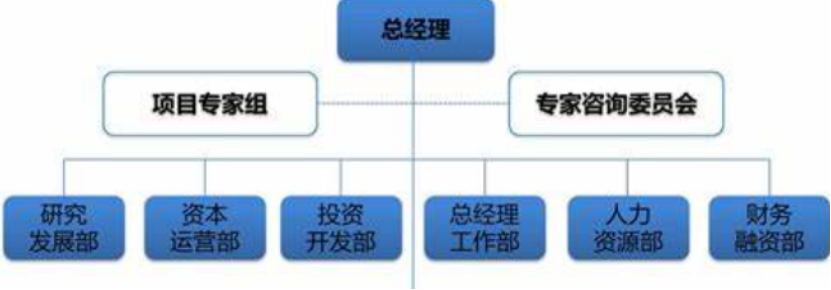 总经理
项目专家组
专家咨询委员会
研究
发展部
资本
运营部
投资
开发部
总经理
工作部
人力
资源部
财务
融资部